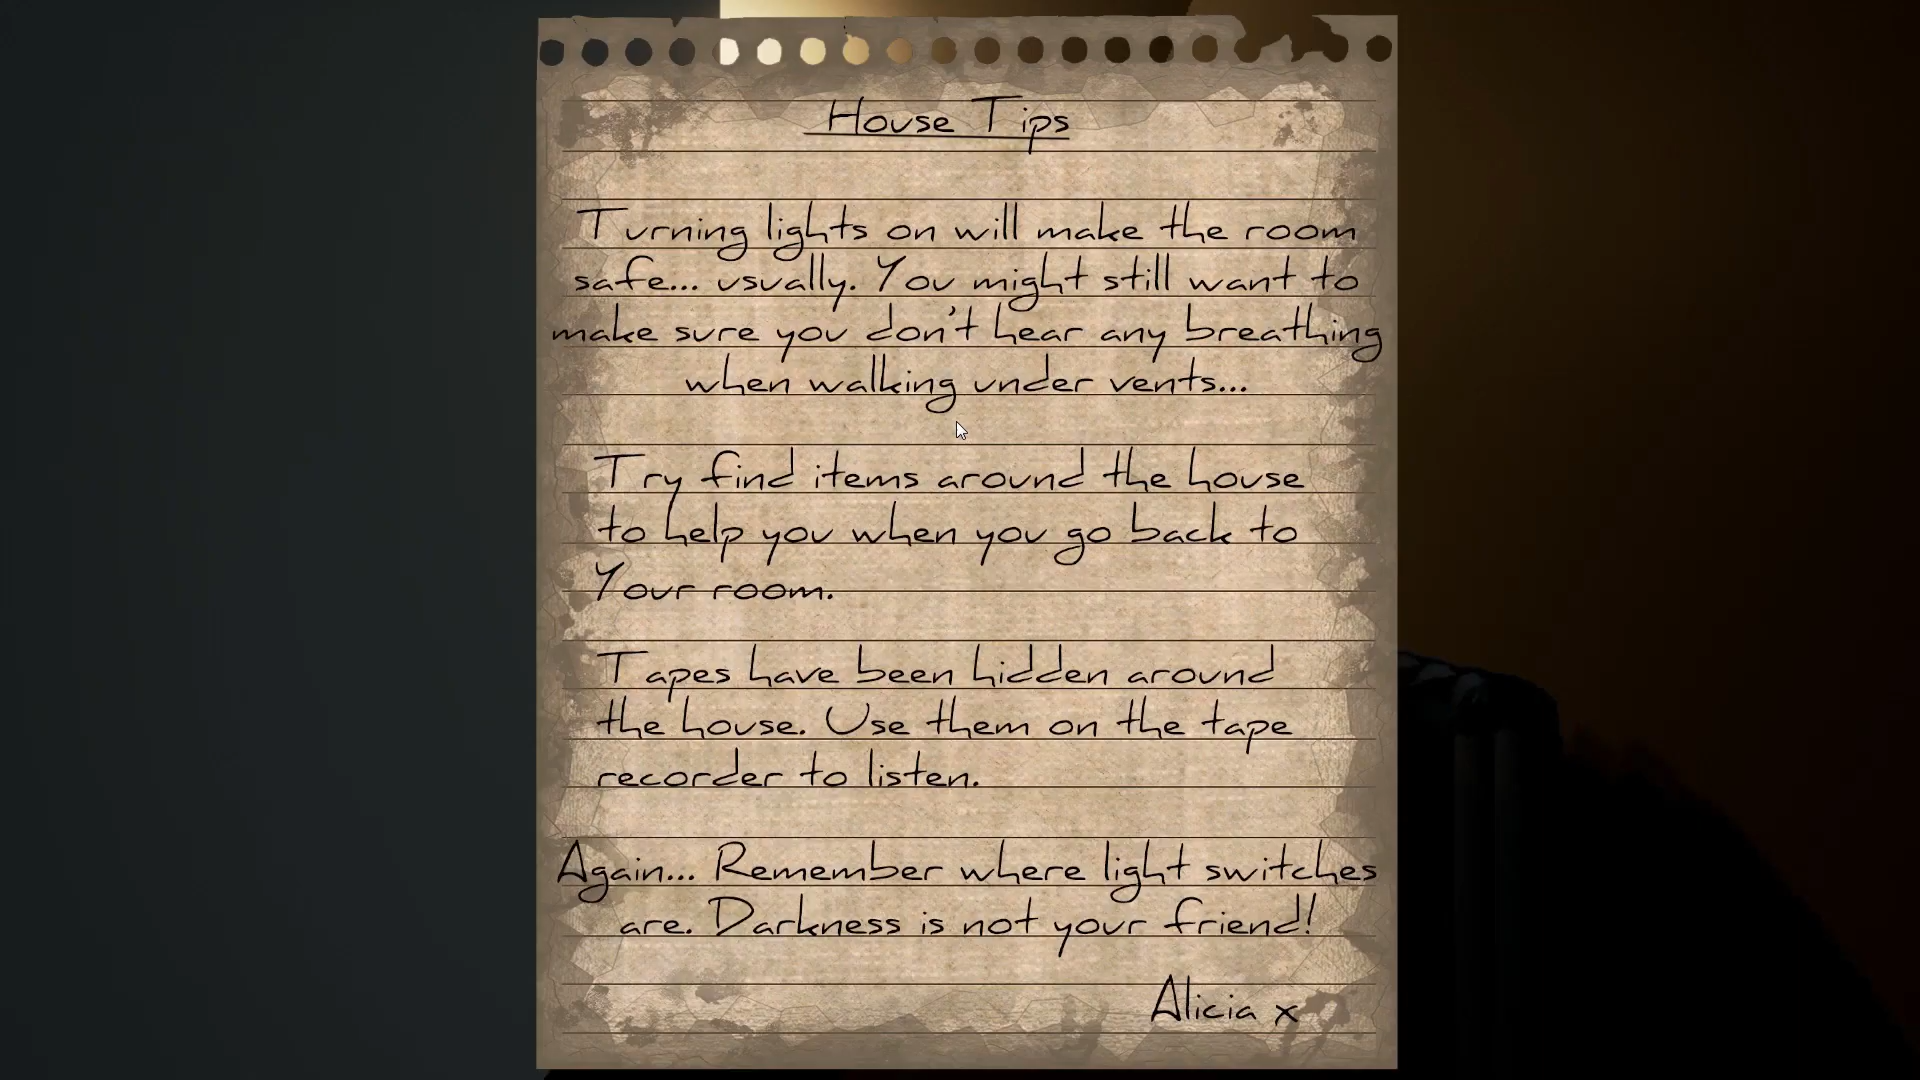 House Tips
Turning lights on will make the room
safe... usually. You might still want to
make sure you don't hear any breathing
when walking under vents...
Try find items around the house
to help you when you go back to
Your room.
Tapes have been hidden around
the house. Use them on the tape
recorder to listen.
Again... Remember where light switches
are. Darkness is not your friend!
Alicia x